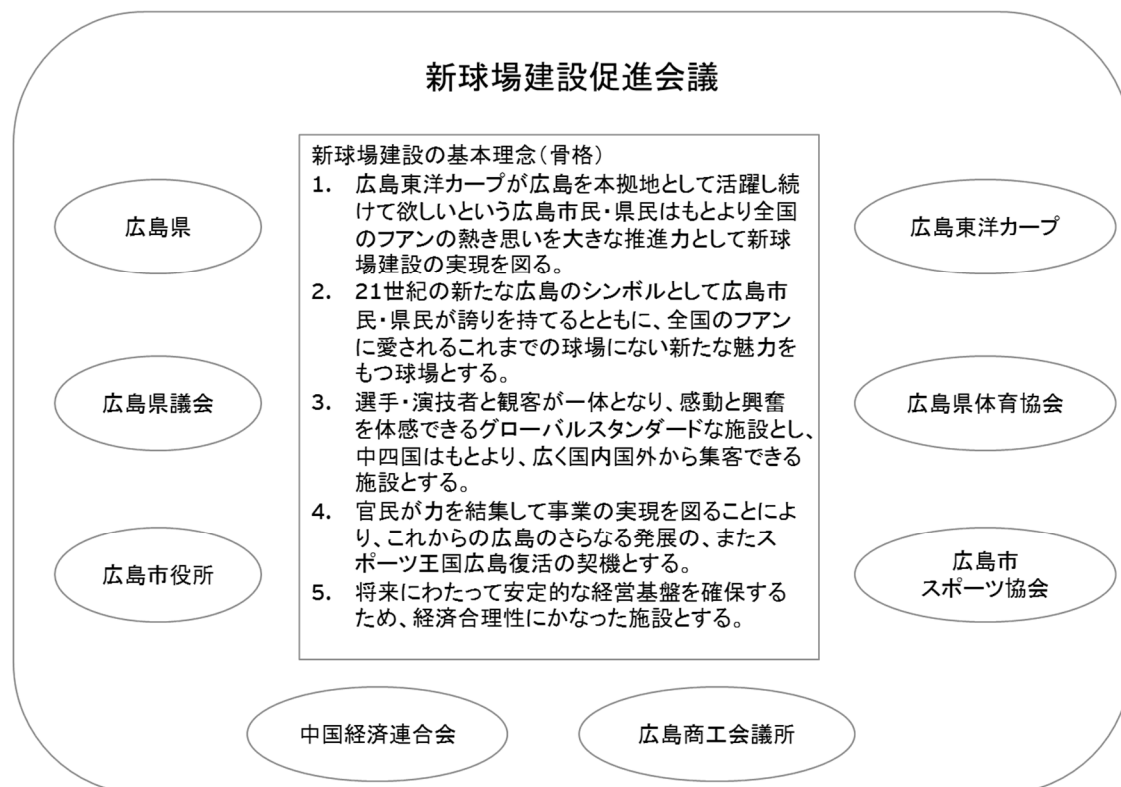 新球場建設促進会議
新球場建設の基本理念（骨格）
1. 広島東洋カープが広島を本拠地として活躍し続
けて欲しいという広島市民・県民はもとより全国
のフアンの熱き思いを大きな推進力として新球
場建設の実現を図る。
2. 21世紀の新たな広島のシンボルとして広島市
民・県民が誇りを持てるとともに、全国のフアン
に愛されるこれまでの球場にない新たな魅力を
もつ球場とする。
3. 選手・演技者と観客が一体となり、感動と興奮
を体感できるグローバルスタンダードな施設とし、
中四国はもとより、広く国内国外から集客できる
施設とする。
4. 官民が力を結集して事業の実現を図ることによ
り、これからの広島のさらなる発展の、またス
ポーツ王国広島復活の契機とする。
5. 将来にわたって安定的な経営基盤を確保する
ため、経済合理性にかなった施設とする。
広島県
広島県議会
広島市役所
広島東洋カープ
広島県体育協会
広島市
スポーツ協会
中国経済連合会
広島商工会議所